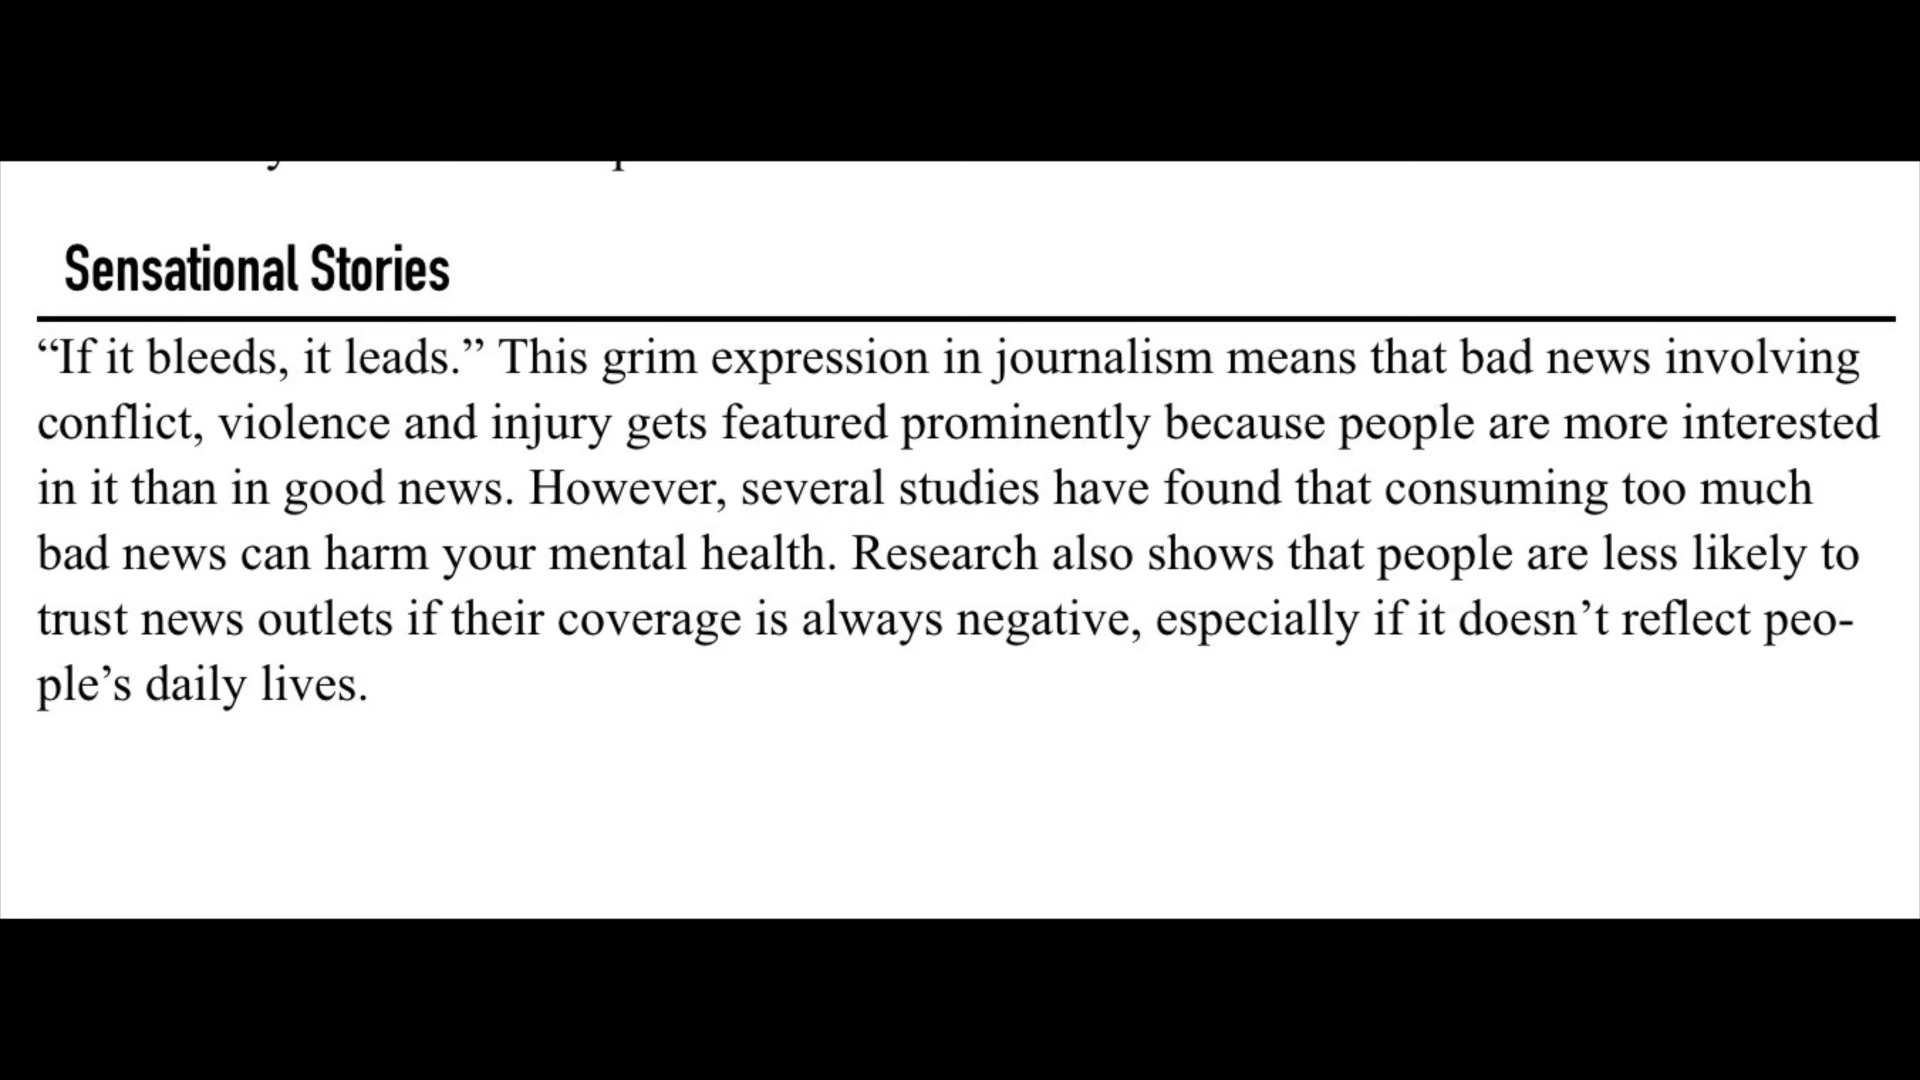 Sensational Stories
“If it bleeds, it leads.” This grim expression in journalism means that bad news involving
conflict, violence and injury gets featured prominently because people are more interested
in it than in good news. However, several studies have found that consuming too much
bad news can harm your mental health. Research also shows that people are less likely to
trust news outlets if their coverage is always negative, especially if it doesn’t reflect peo-
ple’s daily lives.